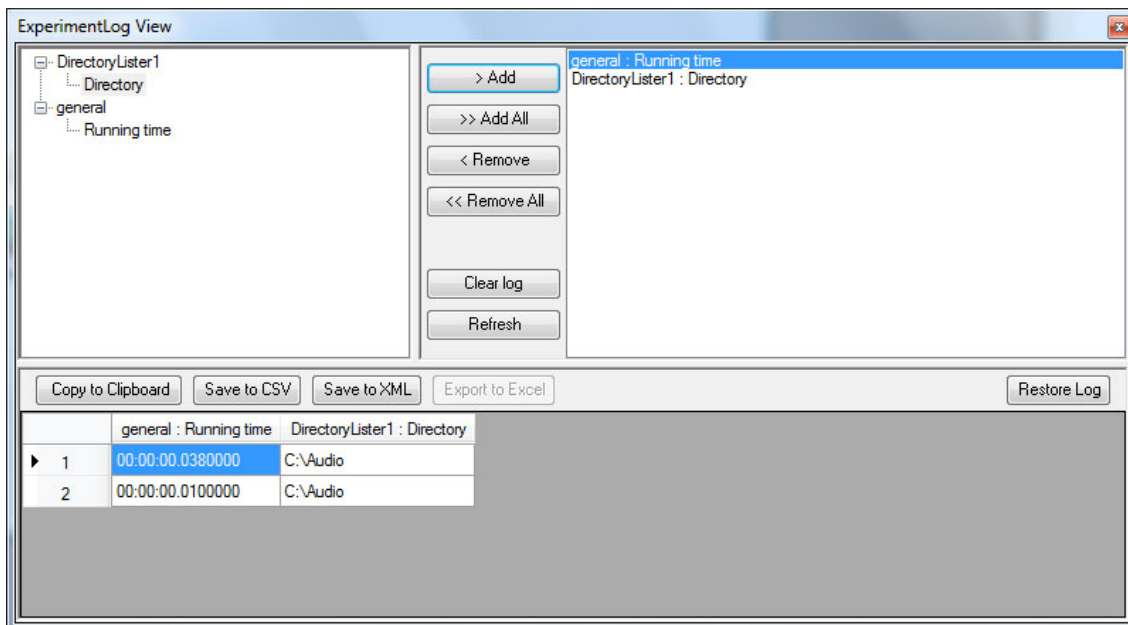 ExperimentLog View
DirectoryLister1
Directory
general
Running time
> Add
>> Add All
< Remove
<< Remove All
Clear log
Refresh
general : Running time
DirectoryLister1 : Directory
Copy to Clipboard Save to CSV Save to XML Export to Excel Restore Log
general : Running time DirectoryLister1 : Directory
1 00:00:00.0380000 C:\Audio
2 00:00:00.0100000 C:\Audio